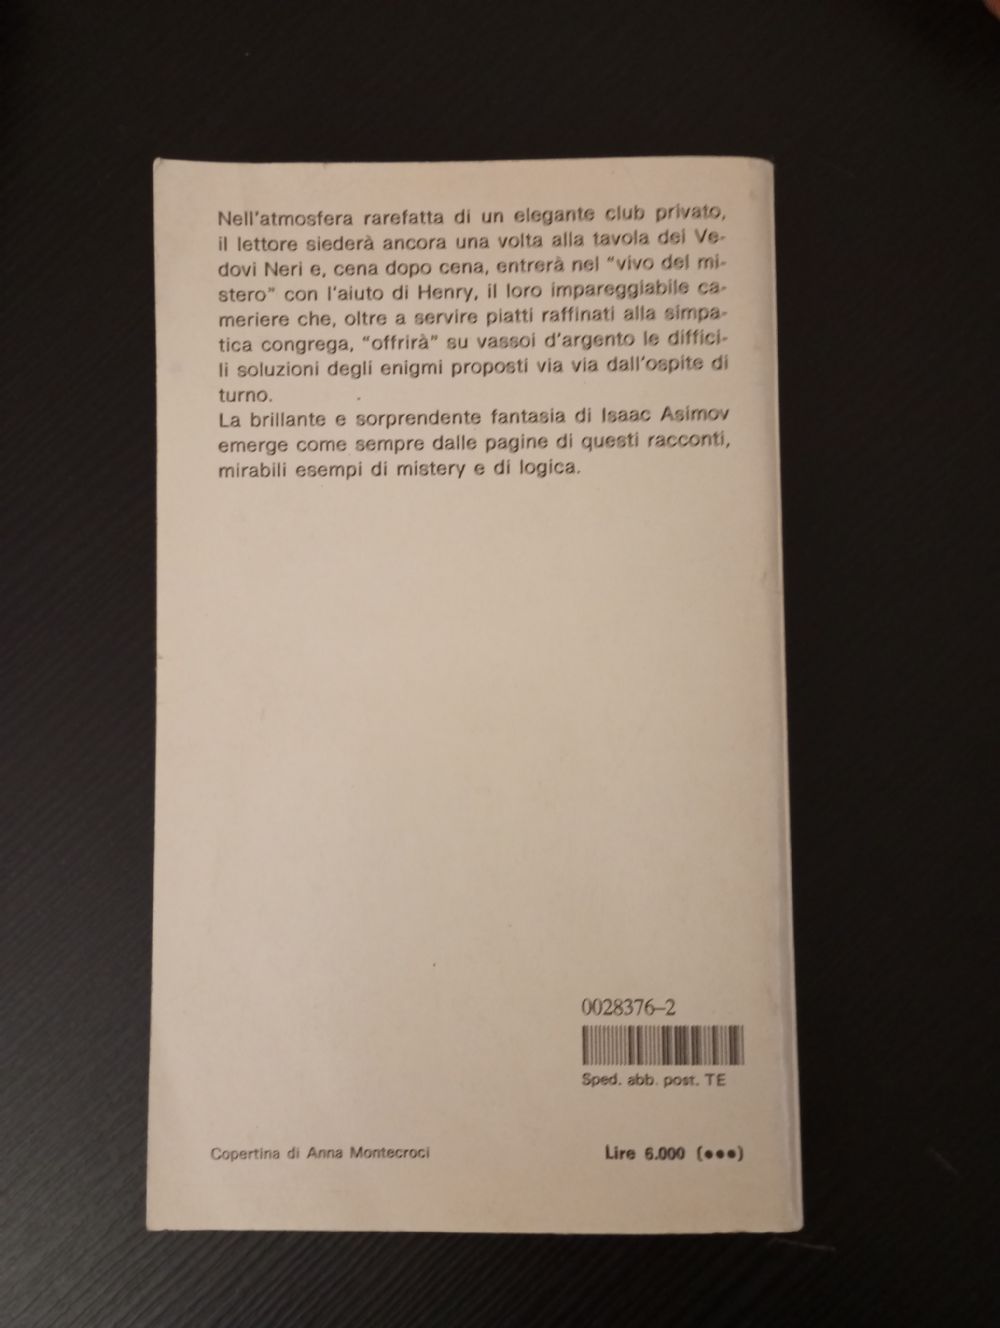 Nell'atmosfera rarefatta di un elegante club privato,
il lettore siederà ancora una volta alla tavola dei Ve-
dovi Neri e, cena dopo cena, entrerà nel "vivo del mi-
stero" con l'aiuto di Henry, il loro impareggiabile ca-
meriere che, oltre a servire piatti raffinati alla simpa-
tica congrega, "offrirà" su vassoi d'argento le diffici-
li soluzioni degli enigmi proposti via via dall'ospite di
turno.
La brillante e sorprendente fantasia di Isaac Asimov
emerge come sempre dalle pagine di questi racconti,
mirabili esempi di mistery e di logica.
0028376-2
Sped. abb. post. TE
Copertina di Anna Montecroci
Lire 6.000 (•••)